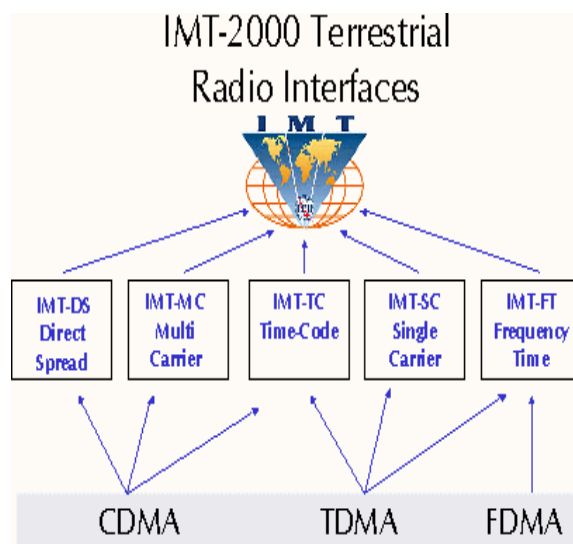 IMT-2000 Terrestrial
Radio Interfaces
I M T
IMT-DS
Direct
Spread
IMT-MC
Multi
Carrier
IMT-TC
Time-Code
IMT-SC
Single
Carrier
IMT-FT
Frequency
Time
CDMA
TDMA
FDMA